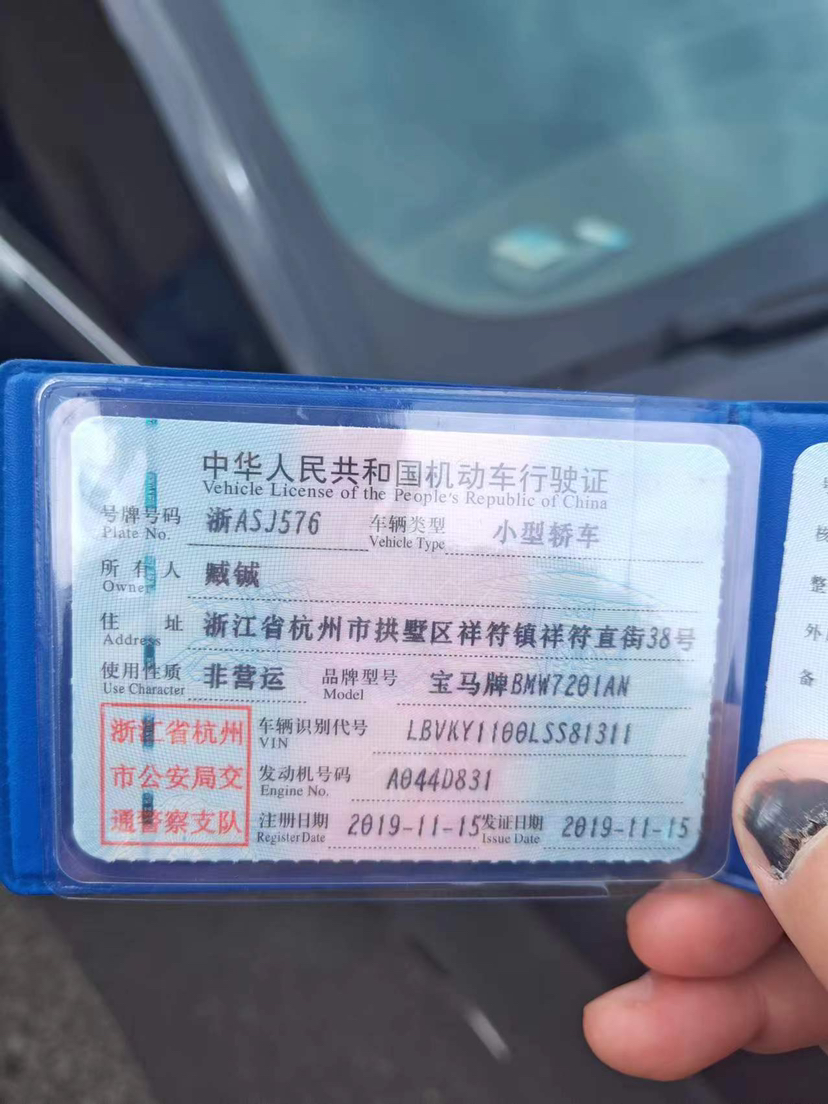 中华人民共和国机动车行驶证
Vehicle License of the People's Republic of China
号牌号码 浙ASJ576 车辆类型 小型轿车
Plate No. Vehicle Type
所有人 臧铖
Owner
住址 浙江省杭州市拱墅区祥符镇祥符直街38号
Address
使用性质 非营运 品牌型号 宝马牌BMW7201AN
Use Character Model
浙江省杭州 车辆识别代号 LBVKY1100LSS81311
VIN
市公安局交 发动机号码 A044D831
Engine No.
通警察支队 注册日期 2019-11-15 发证日期 2019-11-15
Register Date Issue Date
核
整
外
备